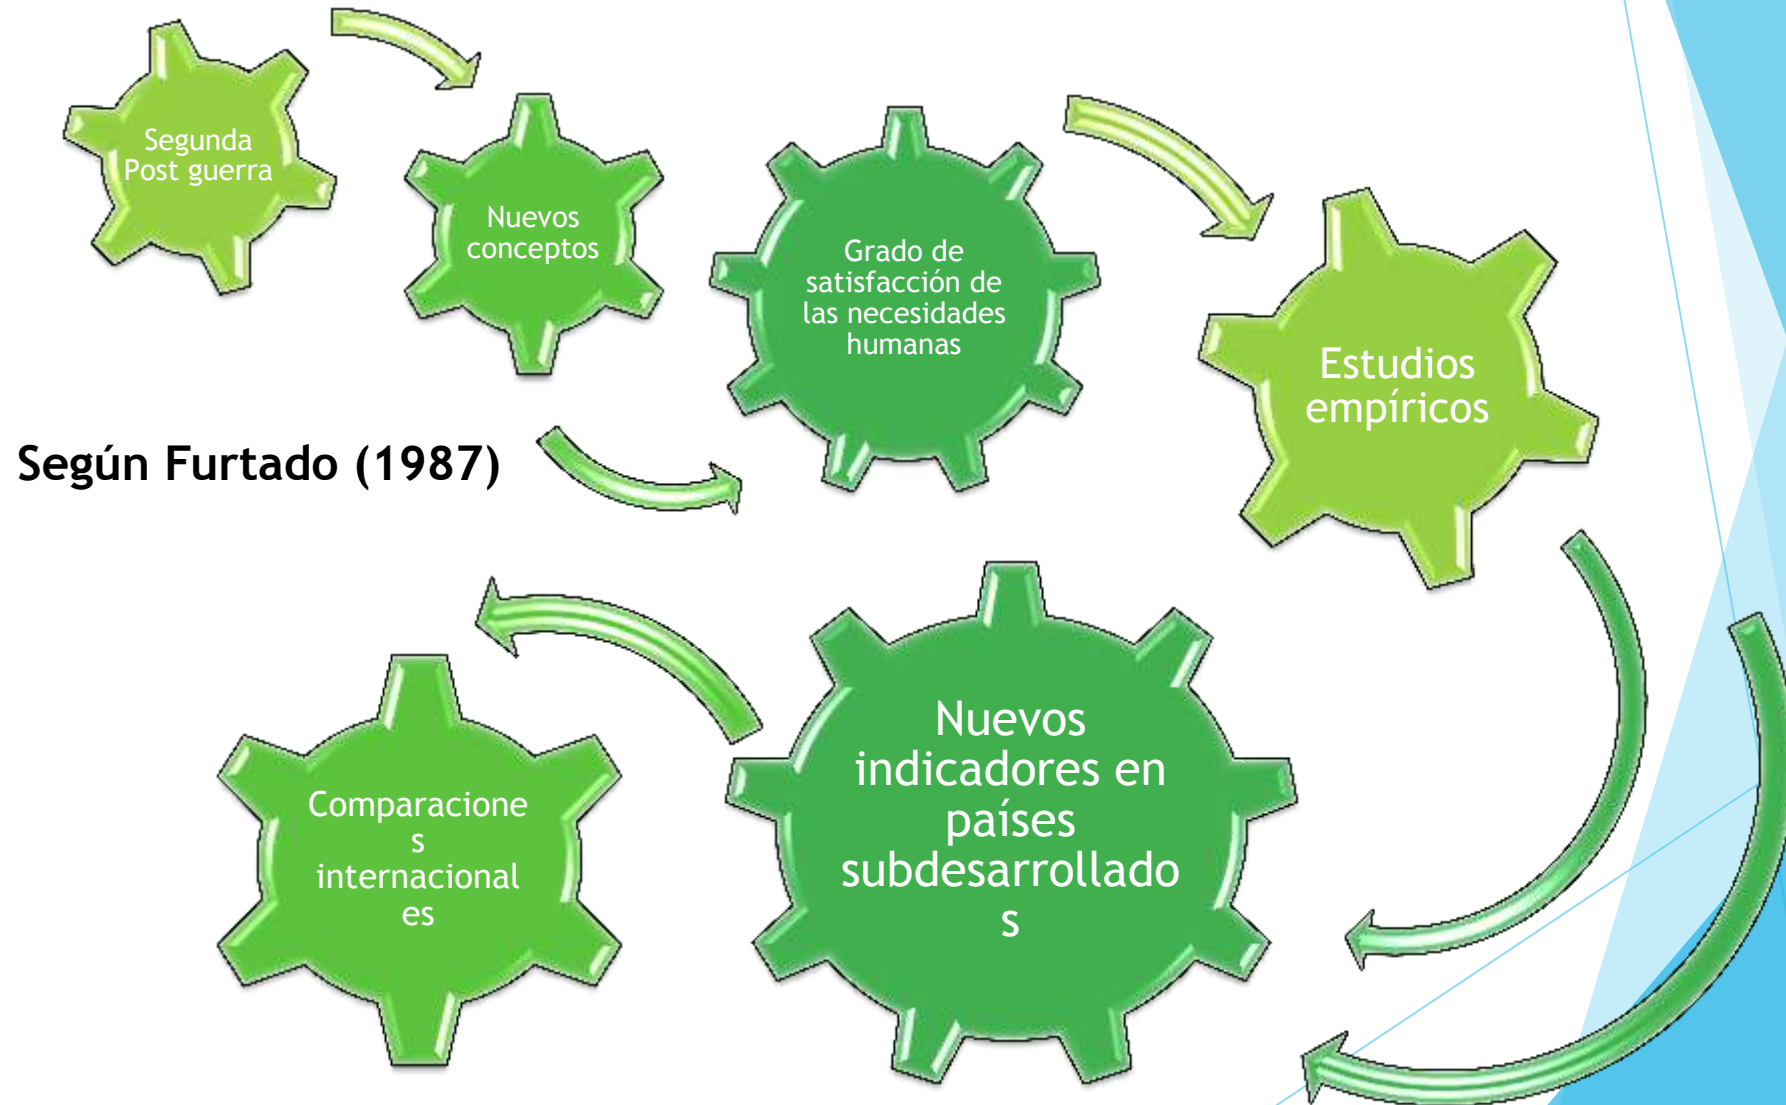 Segunda
Post guerra
Nuevos
conceptos
Grado de
satisfacción de
las necesidades
humanas
Estudios
empíricos
Según Furtado (1987)
Nuevos
indicadores en
países
subdesarrollado
s
Comparacione
s
internacional
es